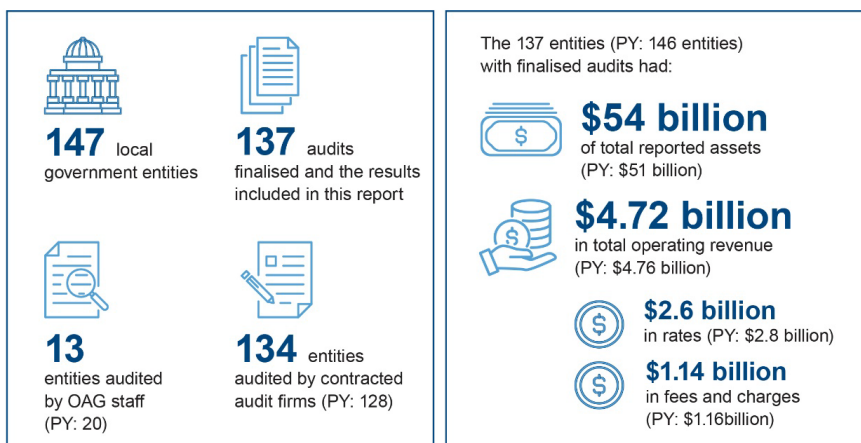 147 local
government entities
137 audits
finalised and the results
included in this report
13
entities audited
by OAG staff
(PY: 20)
134 entities
audited by contracted
audit firms (PY: 128)
The 137 entities (PY: 146 entities)
with finalised audits had:
$
$54 billion
of total reported assets
(PY: $51 billion)
$
$4.72 billion
in total operating revenue
(PY: $4.76 billion)
$
$2.6 billion
in rates (PY: $2.8 billion)
$
$1.14 billion
in fees and charges
(PY: $1.16billion)